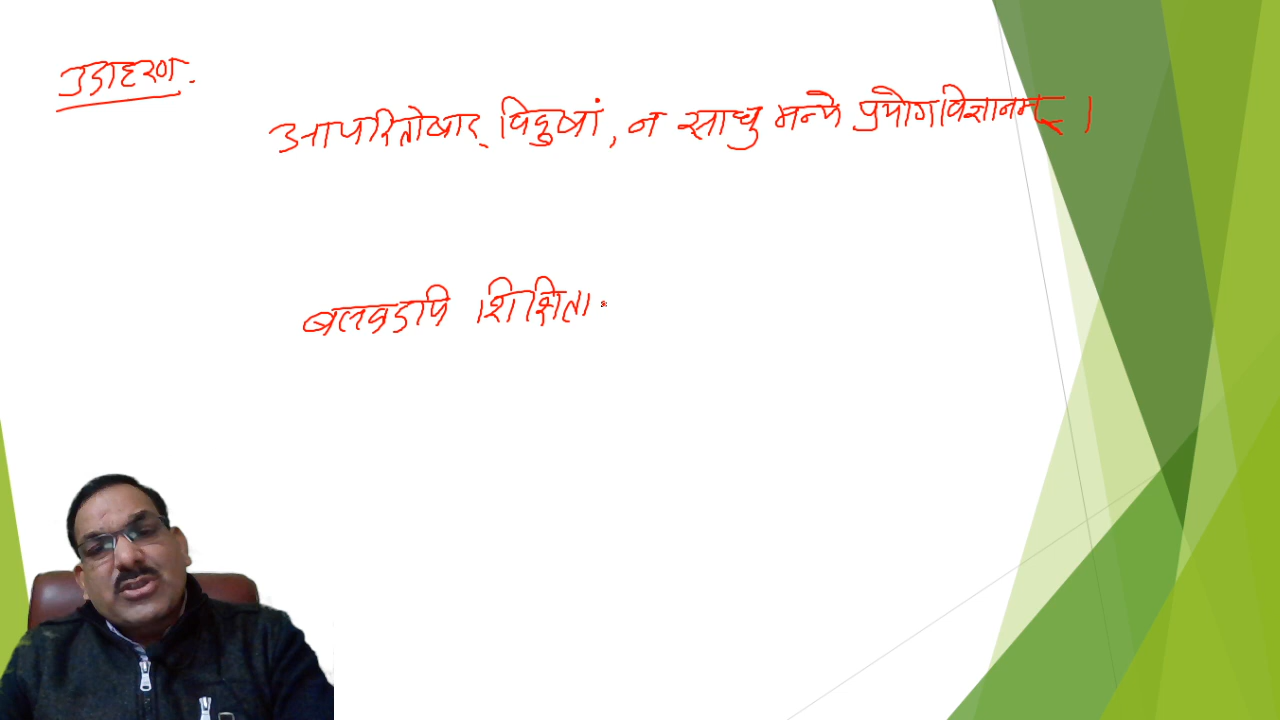 उदाहरण.
आपरितोषाद् विदुषां, न साधु मन्ये प्रयोगविज्ञानम् ।
बलवदपि शिक्षिता